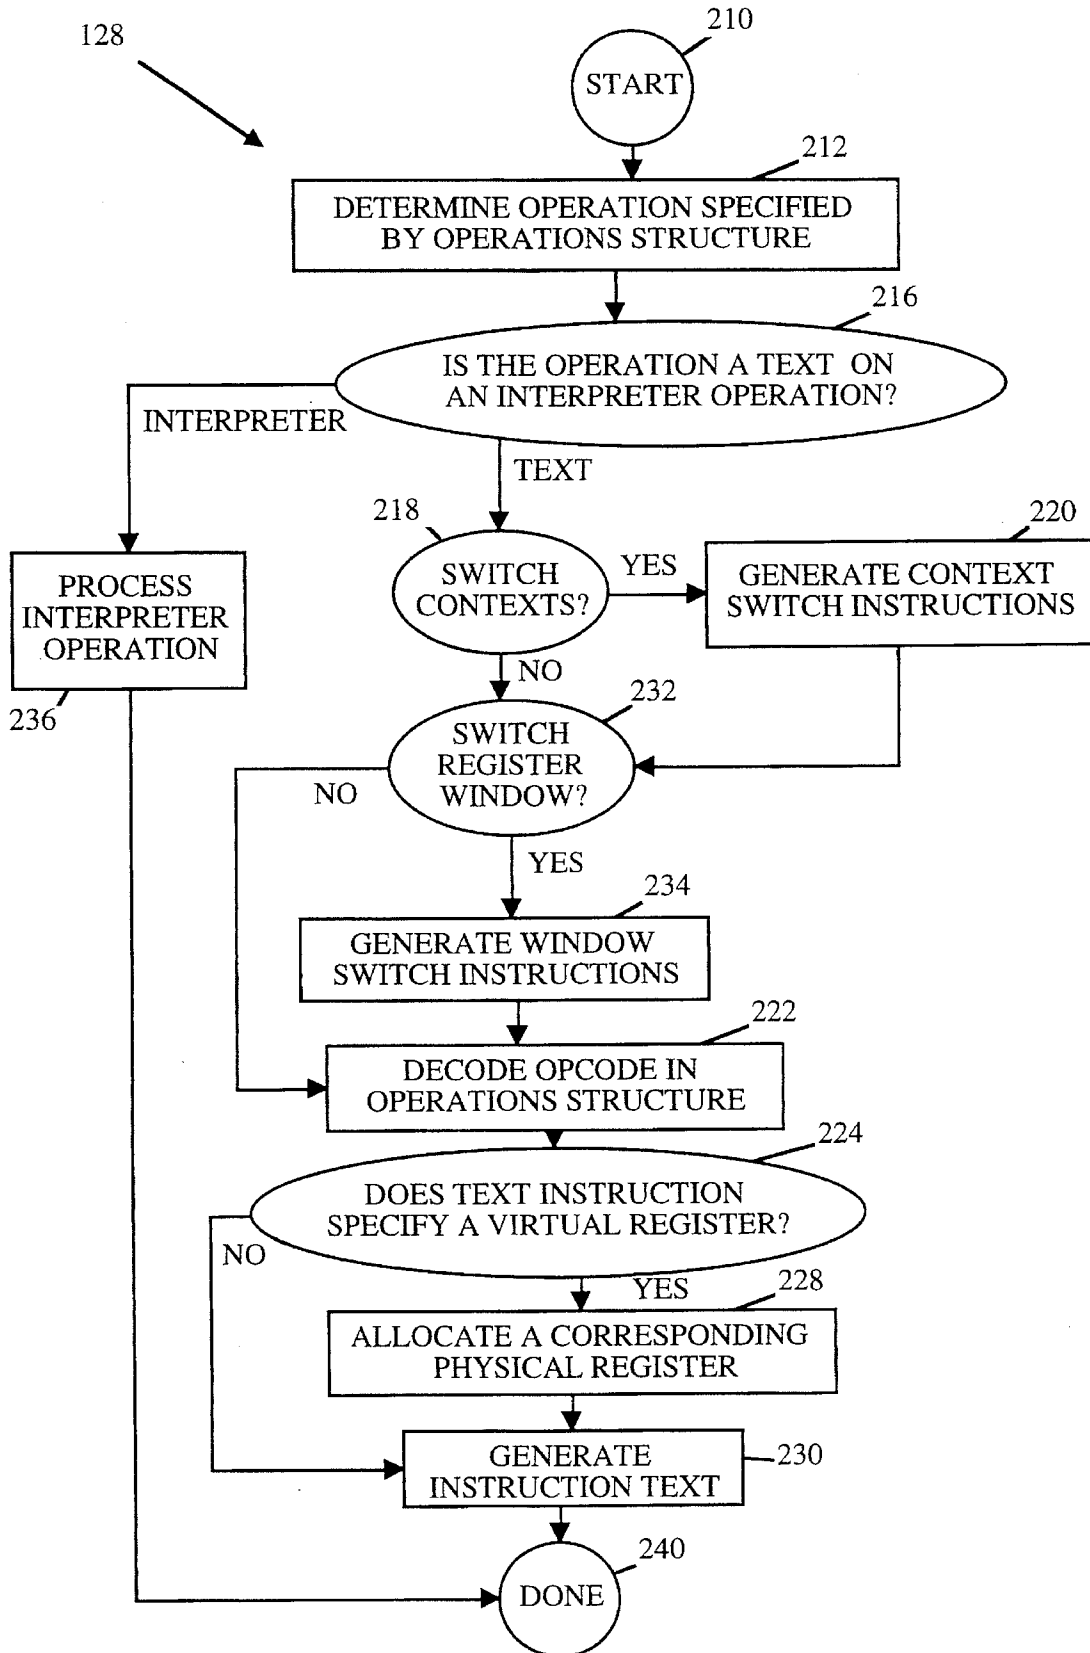 210
128
START
212
DETERMINE OPERATION SPECIFIED
BY OPERATIONS STRUCTURE
216
IS THE OPERATION A TEXT ON
AN INTERPRETER OPERATION?
INTERPRETER
TEXT
218
220
SWITCH
CONTEXTS?
YES
GENERATE CONTEXT
SWITCH INSTRUCTIONS
PROCESS
INTERPRETER
OPERATION
236
NO
232
SWITCH
REGISTER
WINDOW?
NO
YES
234
GENERATE WINDOW
SWITCH INSTRUCTIONS
222
DECODE OPCODE IN
OPERATIONS STRUCTURE
224
DOES TEXT INSTRUCTION
SPECIFY A VIRTUAL REGISTER?
NO
YES
228
ALLOCATE A CORRESPONDING
PHYSICAL REGISTER
GENERATE
INSTRUCTION TEXT
230
240
DONE